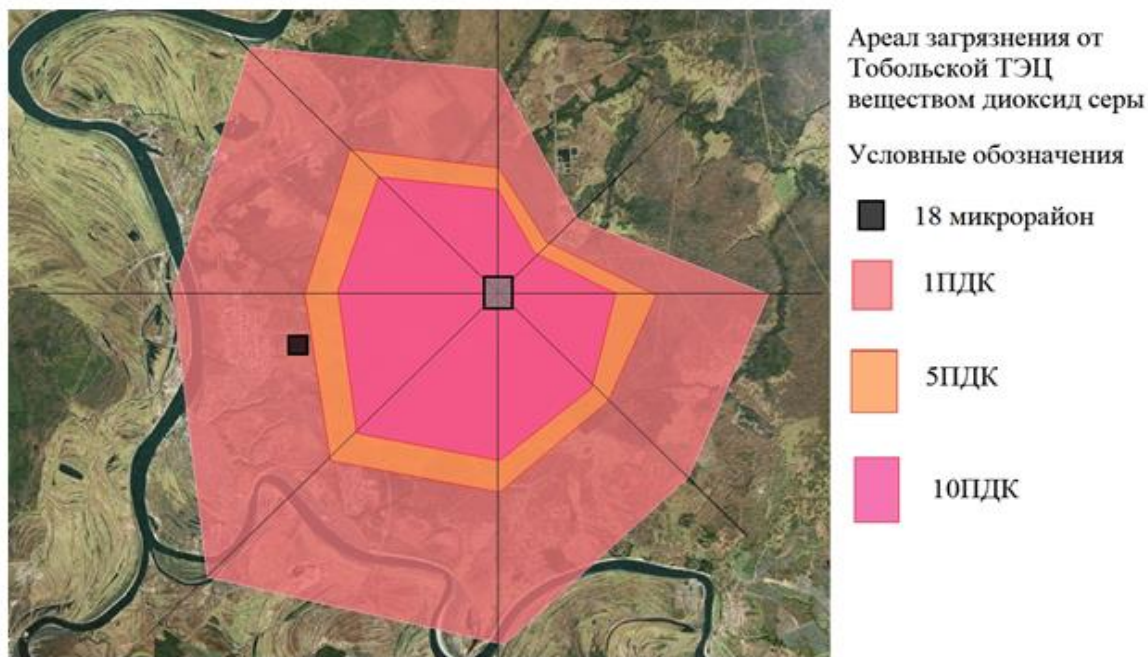 Ареал загрязнения от
Тобольской ТЭЦ
веществом диоксид серы
Условные обозначения
18 микрорайон
1ПДК
5ПДК
10ПДК